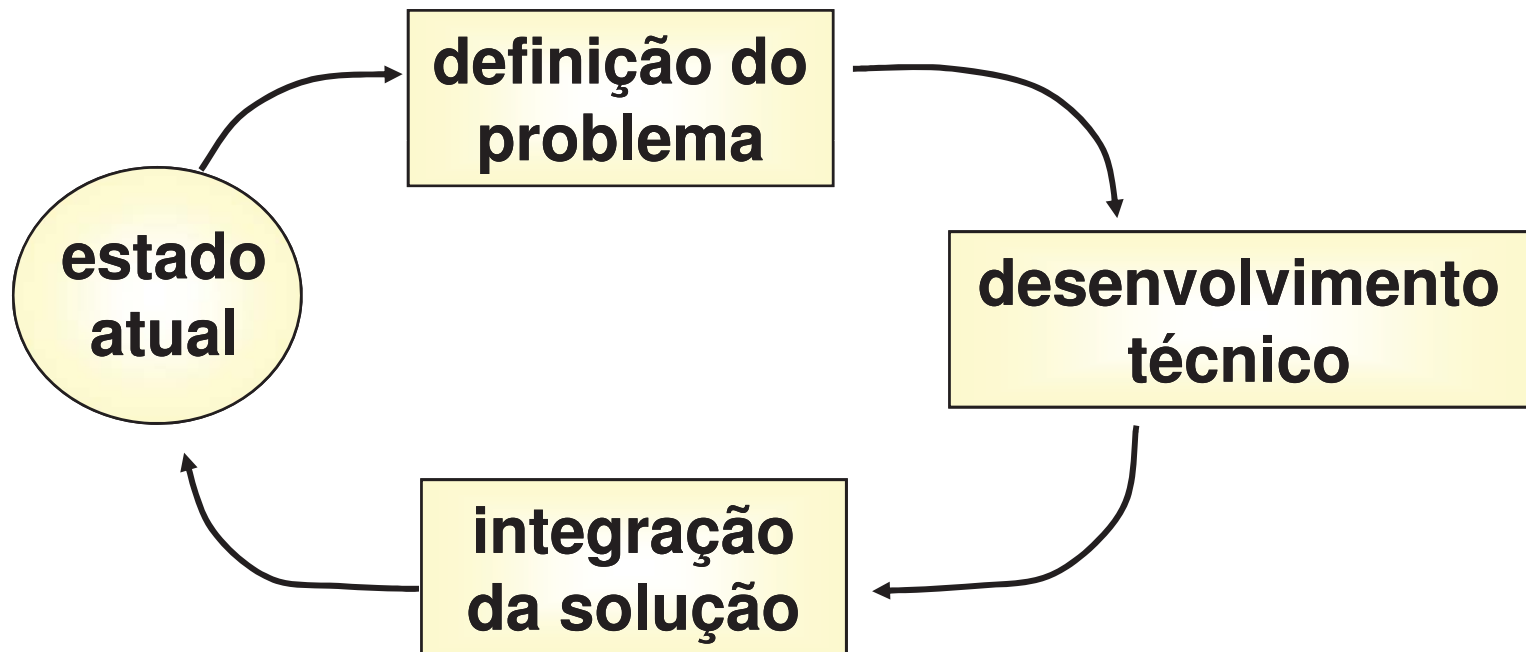 definição do
problema
estado
atual
desenvolvimento
técnico
integração
da solução